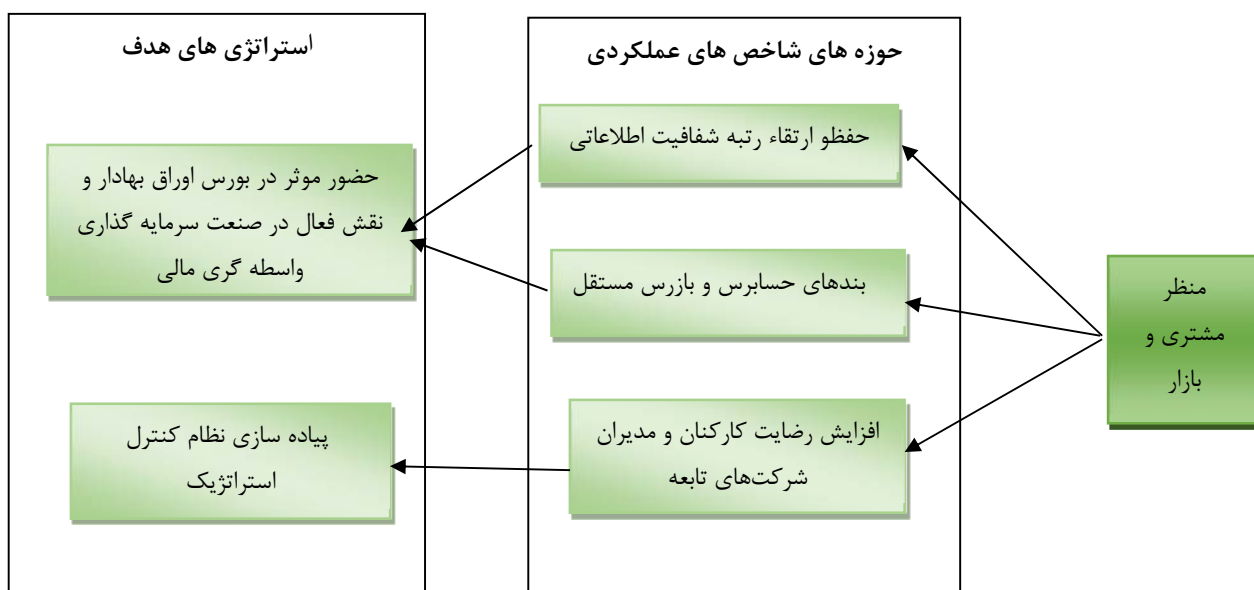 حوزه های شاخص های عملکردی
استراتژی های هدف
منظر
مشتری و
بازار
حفظو ارتقاء رتبه شفافیت اطلاعاتی
بندهای حسابرس و بازرس مستقل
افزایش رضایت کارکنان و مدیران
شرکت‌های تابعه
حضور موثر در بورس اوراق بهادار و
نقش فعال در صنعت سرمایه گذاری
واسطه گری مالی
پیاده سازی نظام کنترل
استراتژیک